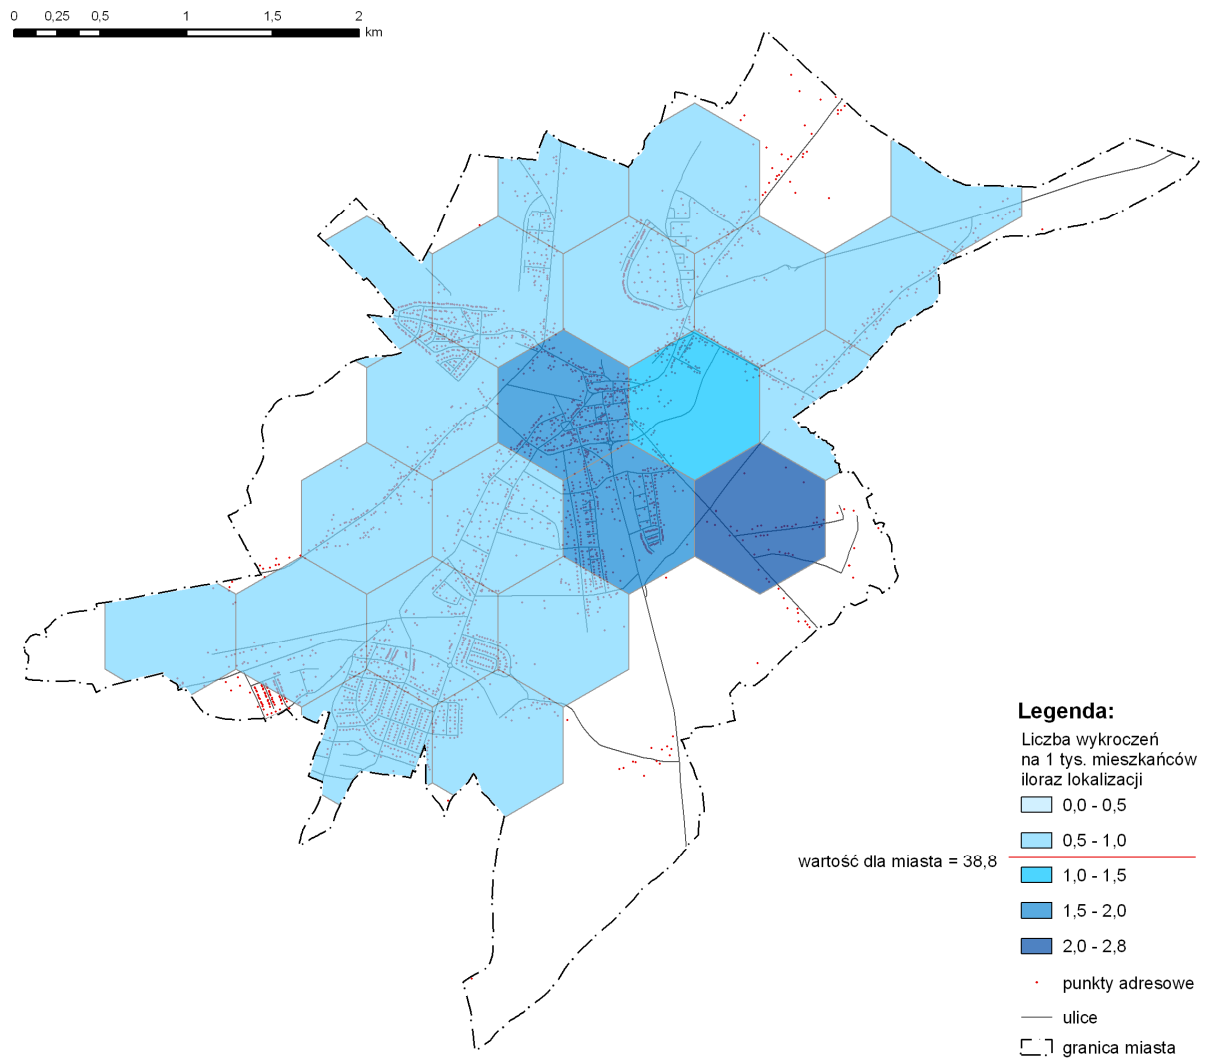 0 0,25 0,5 1 1,5 2
km
Legenda:
Liczba wykroczeń
na 1 tys. mieszkańców
iloraz lokalizacji
0,0 - 0,5
0,5 - 1,0
wartość dla miasta = 38,8
1,0 - 1,5
1,5 - 2,0
2,0 - 2,8
punkty adresowe
ulice
granica miasta